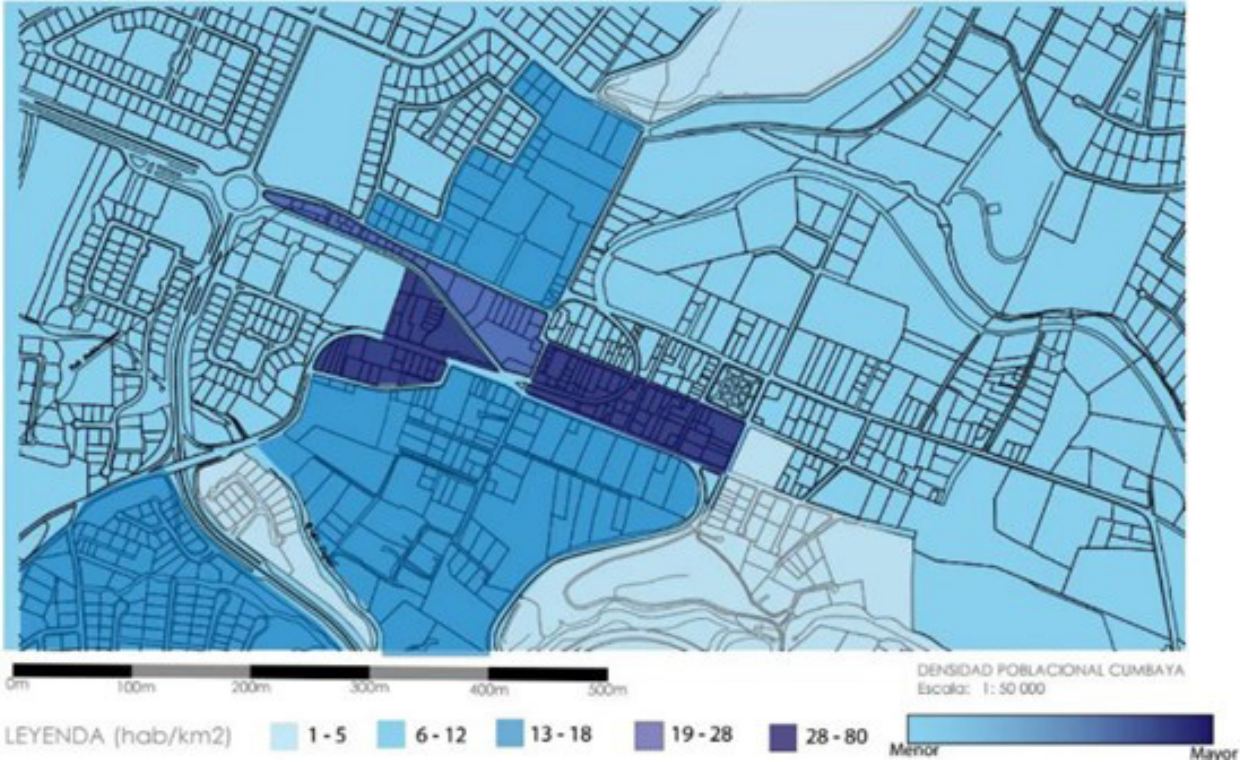 0m 100m 200m 300m 400m 500m
DENSIDAD POBLACIONAL CUMBAYA
Escala: 1: 50 000
LEYENDA (hab/km2) 1 - 5 6 - 12 13 - 18 19 - 28 28 - 80
Menor Mayor